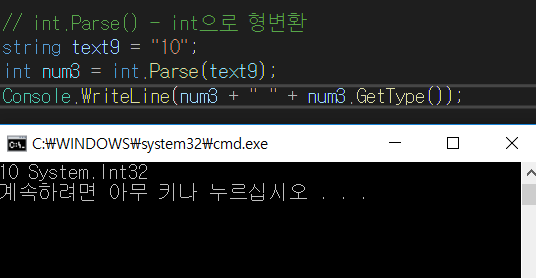 // int.Parse() - int으로 형변환
string text9 = "10";
int num3 = int.Parse(text9);
Console.WriteLine(num3 + " " + num3.GetType());
C:₩WINDOWS₩system32₩cmd.exe
10 System.Int32
계속하려면 아무 키나 누르십시오 . . .